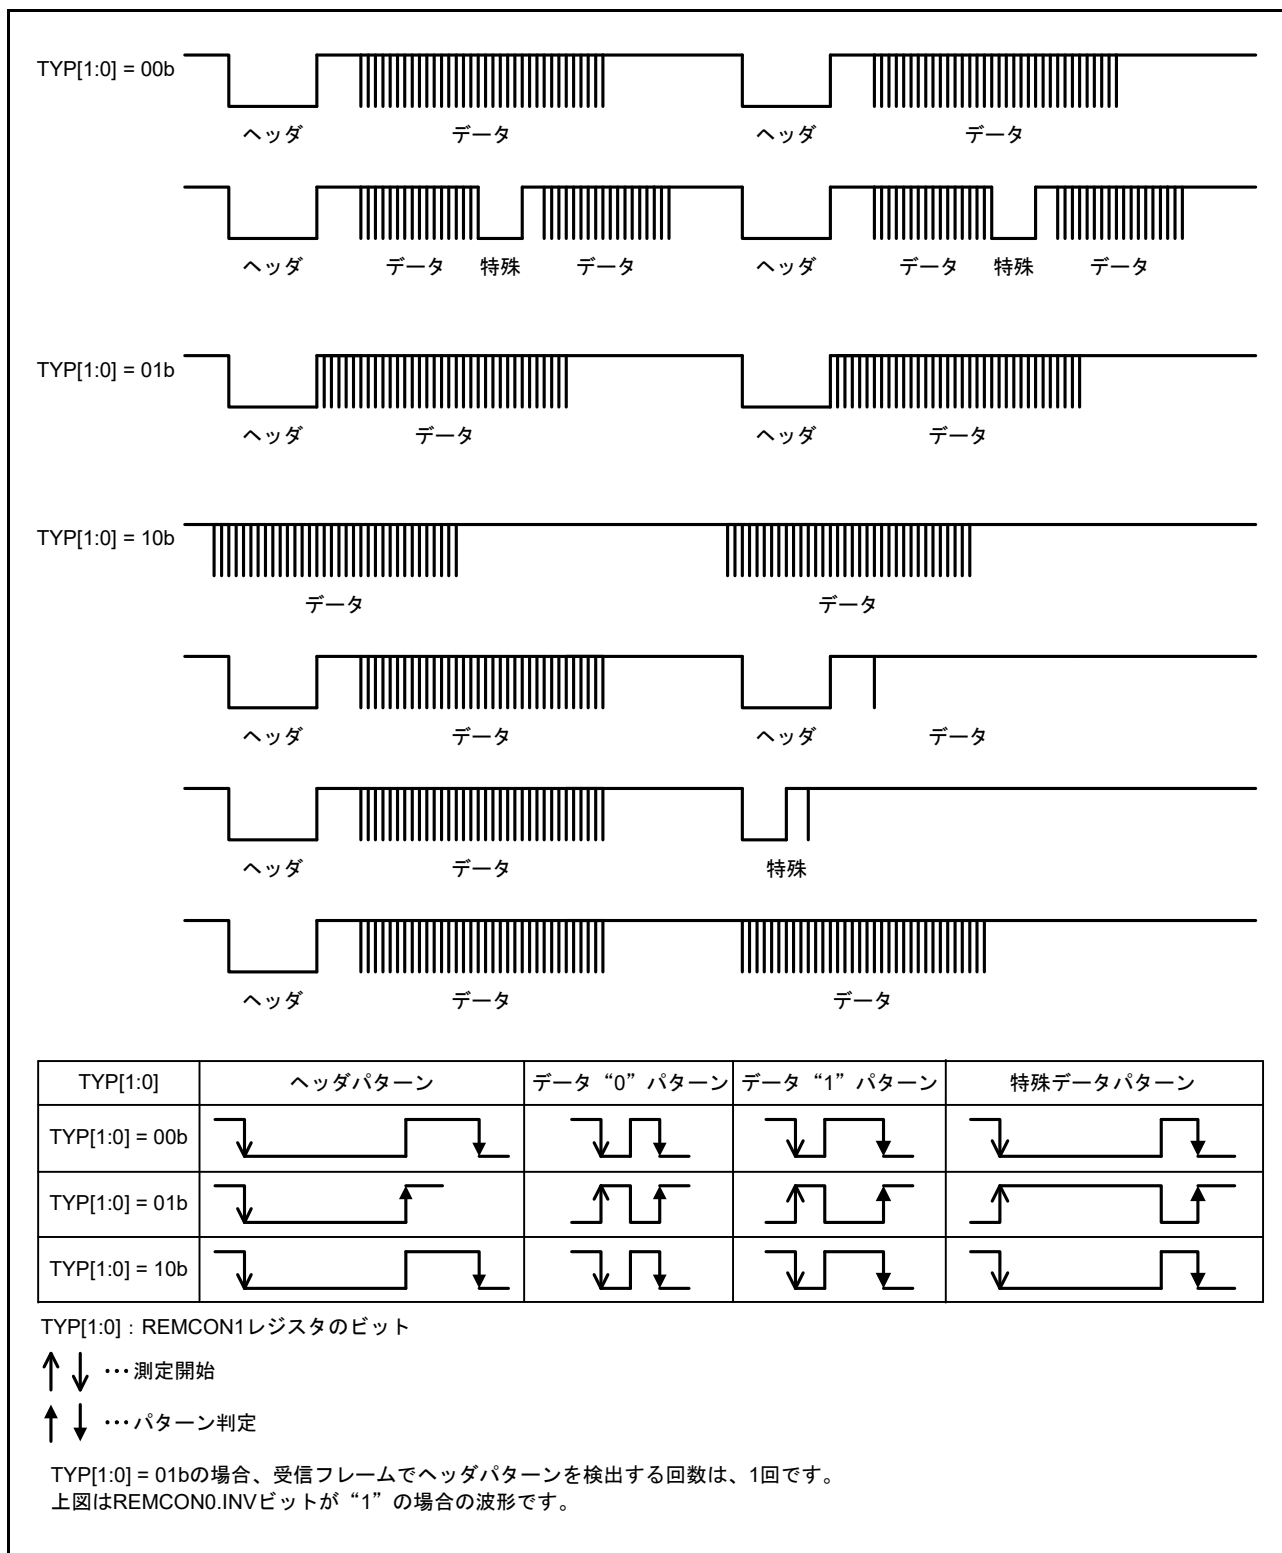 TYP[1:0] = 00b
ヘッダ データ ヘッダ データ
ヘッダ データ 特殊 データ ヘッダ データ 特殊 データ
TYP[1:0] = 01b
ヘッダ データ ヘッダ データ
TYP[1:0] = 10b
データ データ
ヘッダ データ ヘッダ データ
ヘッダ データ 特殊
ヘッダ データ データ
TYP[1:0] ヘッダパターン データ“0”パターン データ“1”パターン 特殊データパターン
TYP[1:0] = 00b
TYP[1:0] = 01b
TYP[1:0] = 10b
TYP[1:0]:REMCON1レジスタのビット
…測定開始
…パターン判定
TYP[1:0] = 01bの場合、受信フレームでヘッダパターンを検出する回数は、1回です。
上図はREMCON0.INVビットが“1”の場合の波形です。